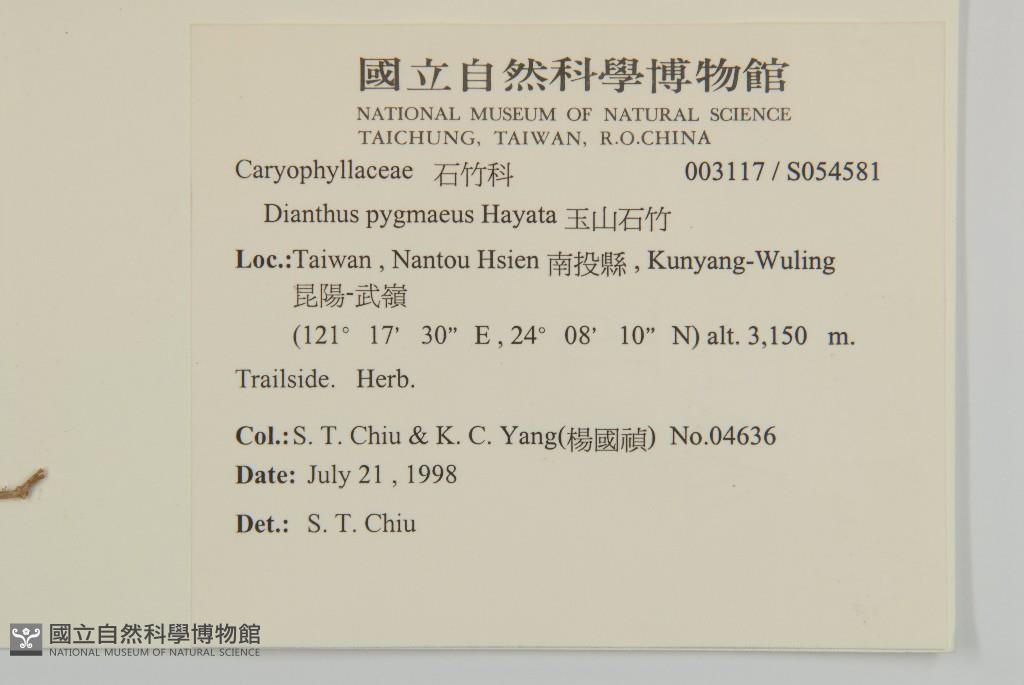 國立自然科學博物館
NATIONAL MUSEUM OF NATURAL SCIENCE
TAICHUNG, TAIWAN, R.O.CHINA
Caryophyllaceae 石竹科 003117 / S054581
Dianthus pygmaeus Hayata 玉山石竹
Loc.:Taiwan , Nantou Hsien 南投縣 , Kunyang-Wuling
昆陽-武嶺
(121° 17’ 30” E , 24° 08’ 10” N) alt. 3,150 m.
Trailside. Herb.
Col.: S. T. Chiu & K. C. Yang(楊國禎) No.04636
Date: July 21 , 1998
Det.: S. T. Chiu
國立自然科學博物館
NATIONAL MUSEUM OF NATURAL SCIENCE